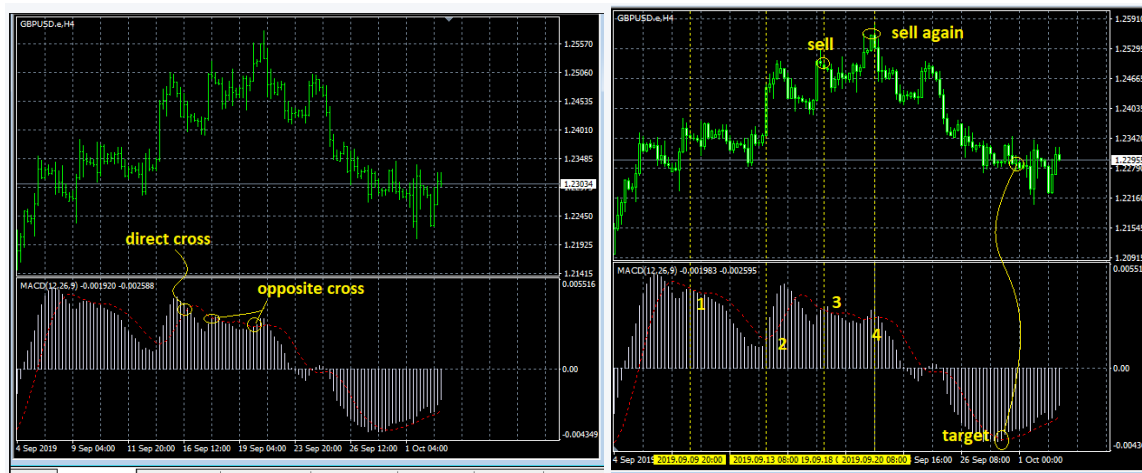 GBPUSD.e,H4
1.25570
1.25060
1.24535
1.24010
1.23485
1.23034
1.22450
1.21925
1.21415
direct cross
opposite cross
MACD(12,26,9) -0.001920 -0.002588
0.005516
0.00
-0.004349
4 Sep 2019
9 Sep 04:00
11 Sep 20:00
16 Sep 12:00
19 Sep 04:00
23 Sep 20:00
26 Sep 12:00
1 Oct 04:00
GBPUSD.e,H4
sell
sell again
1.25910
1.25295
1.24665
1.24035
1.23420
1.22955
1.22790
1.22160
1.21545
1.20915
MACD(12,26,9) -0.001983 -0.002595
1
2
3
4
target
0.005516
0.00
4 Sep 2019
2019.09.09 20:00
2019.09.13 08:00
19.09.18
2019.09.20 08:00
Sep 16:00
26 Sep 08:00
1 Oct 00:00